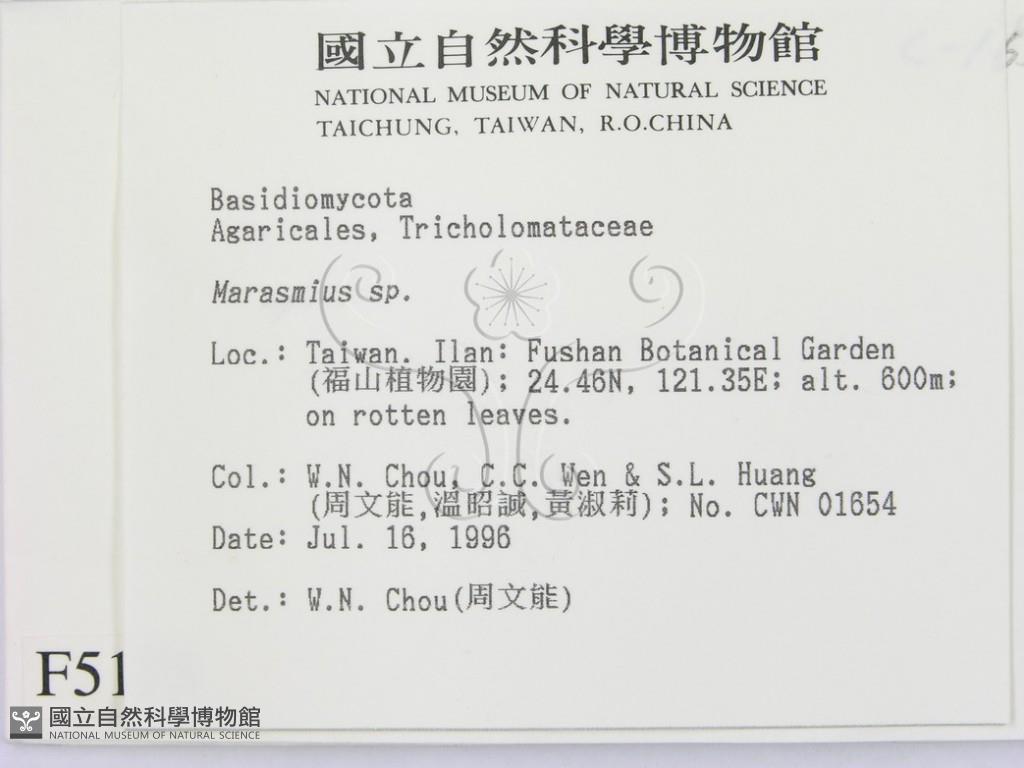 國立自然科學博物館
NATIONAL MUSEUM OF NATURAL SCIENCE
TAICHUNG, TAIWAN, R.O.CHINA
Basidiomycota
Agaricales, Tricholomataceae
Marasmius sp.
Loc.: Taiwan. Ilan: Fushan Botanical Garden
(福山植物園); 24.46N, 121.35E; alt. 600m;
on rotten leaves.
Col.: W.N. Chou, C.C. Wen & S.L. Huang
(周文能,溫昭誠,黃淑莉); No. CWN 01654
Date: Jul. 16, 1996
Det.: W.N. Chou(周文能)
F51
國立自然科學博物館
NATIONAL MUSEUM OF NATURAL SCIENCE